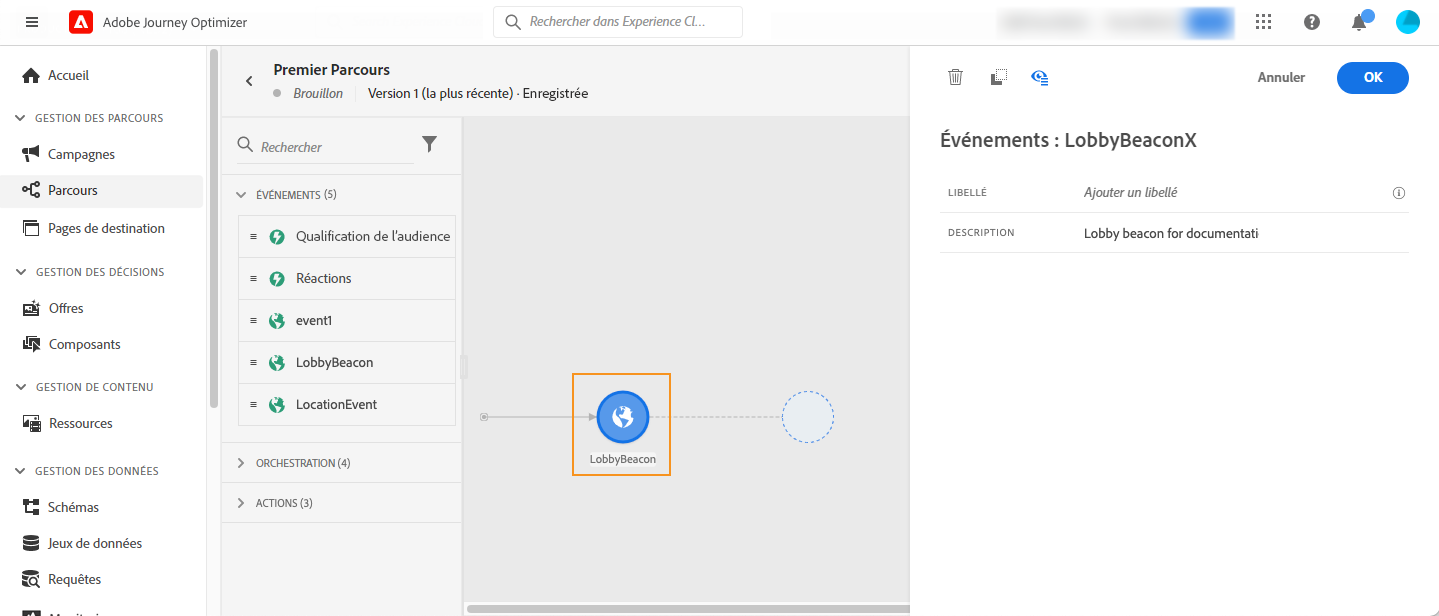 Adobe Journey Optimizer
Rechercher dans Experience Cl...
Accueil
GESTION DES PARCOURS
Campagnes
Parcours
Pages de destination
GESTION DES DÉCISIONS
Offres
Composants
GESTION DE CONTENU
Ressources
GESTION DES DONNÉES
Schémas
Jeux de données
Requêtes
Premier Parcours
Brouillon
Version 1 (la plus récente) · Enregistrée
Rechercher
ÉVÉNEMENTS (5)
Qualification de l'audience
Réactions
event1
LobbyBeacon
LocationEvent
ORCHESTRATION (4)
ACTIONS (3)
LobbyBeacon
Annuler
OK
Événements : LobbyBeaconX
LIBELLÉ
Ajouter un libellé
DESCRIPTION
Lobby beacon for documentati